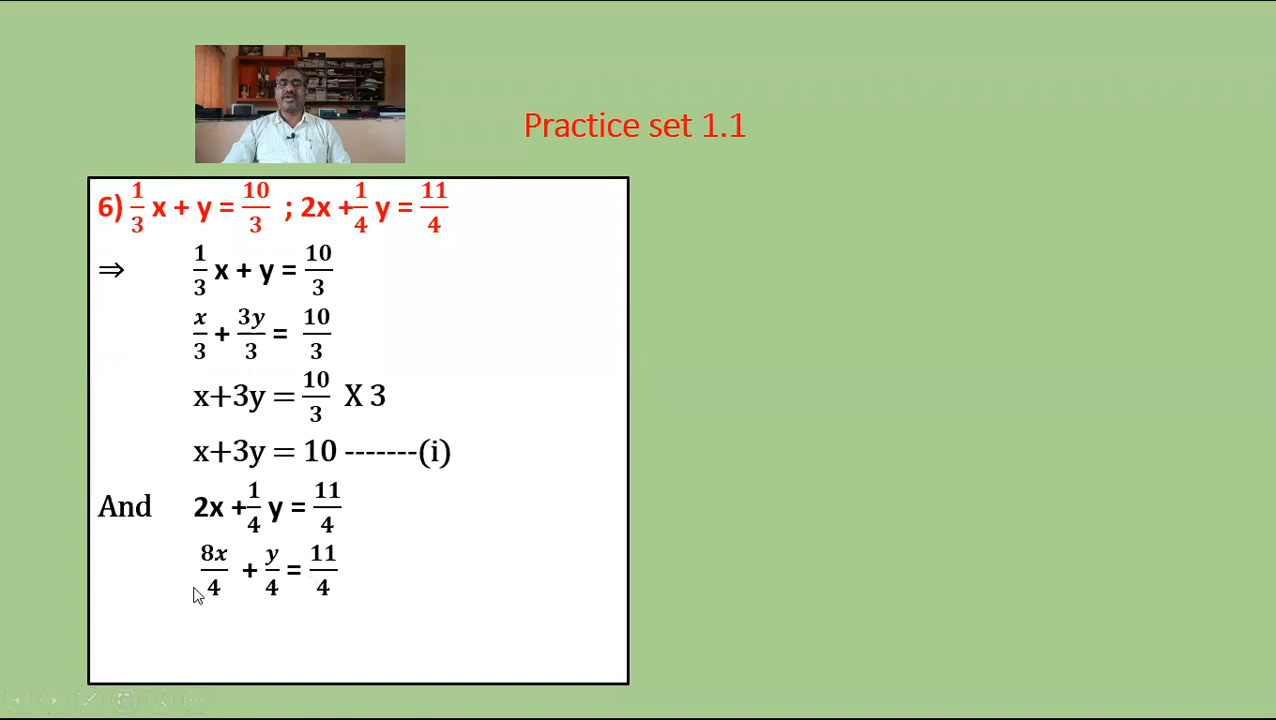 Practice set 1.1
6) 1/3 x + y = 10/3 ; 2x + 1/4 y = 11/4
⇒ 1/3 x + y = 10/3
x/3 + 3y/3 = 10/3
x+3y = 10/3 X 3
x+3y = 10 -------(i)
And 2x + 1/4 y = 11/4
8x/4 + y/4 = 11/4